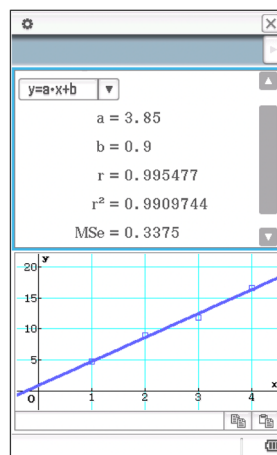 y=a•x+b
a = 3.85
b = 0.9
r = 0.995477
r² = 0.9909744
MSe = 0.3375
y
20
15
10
5
x
O 1 2 3 4